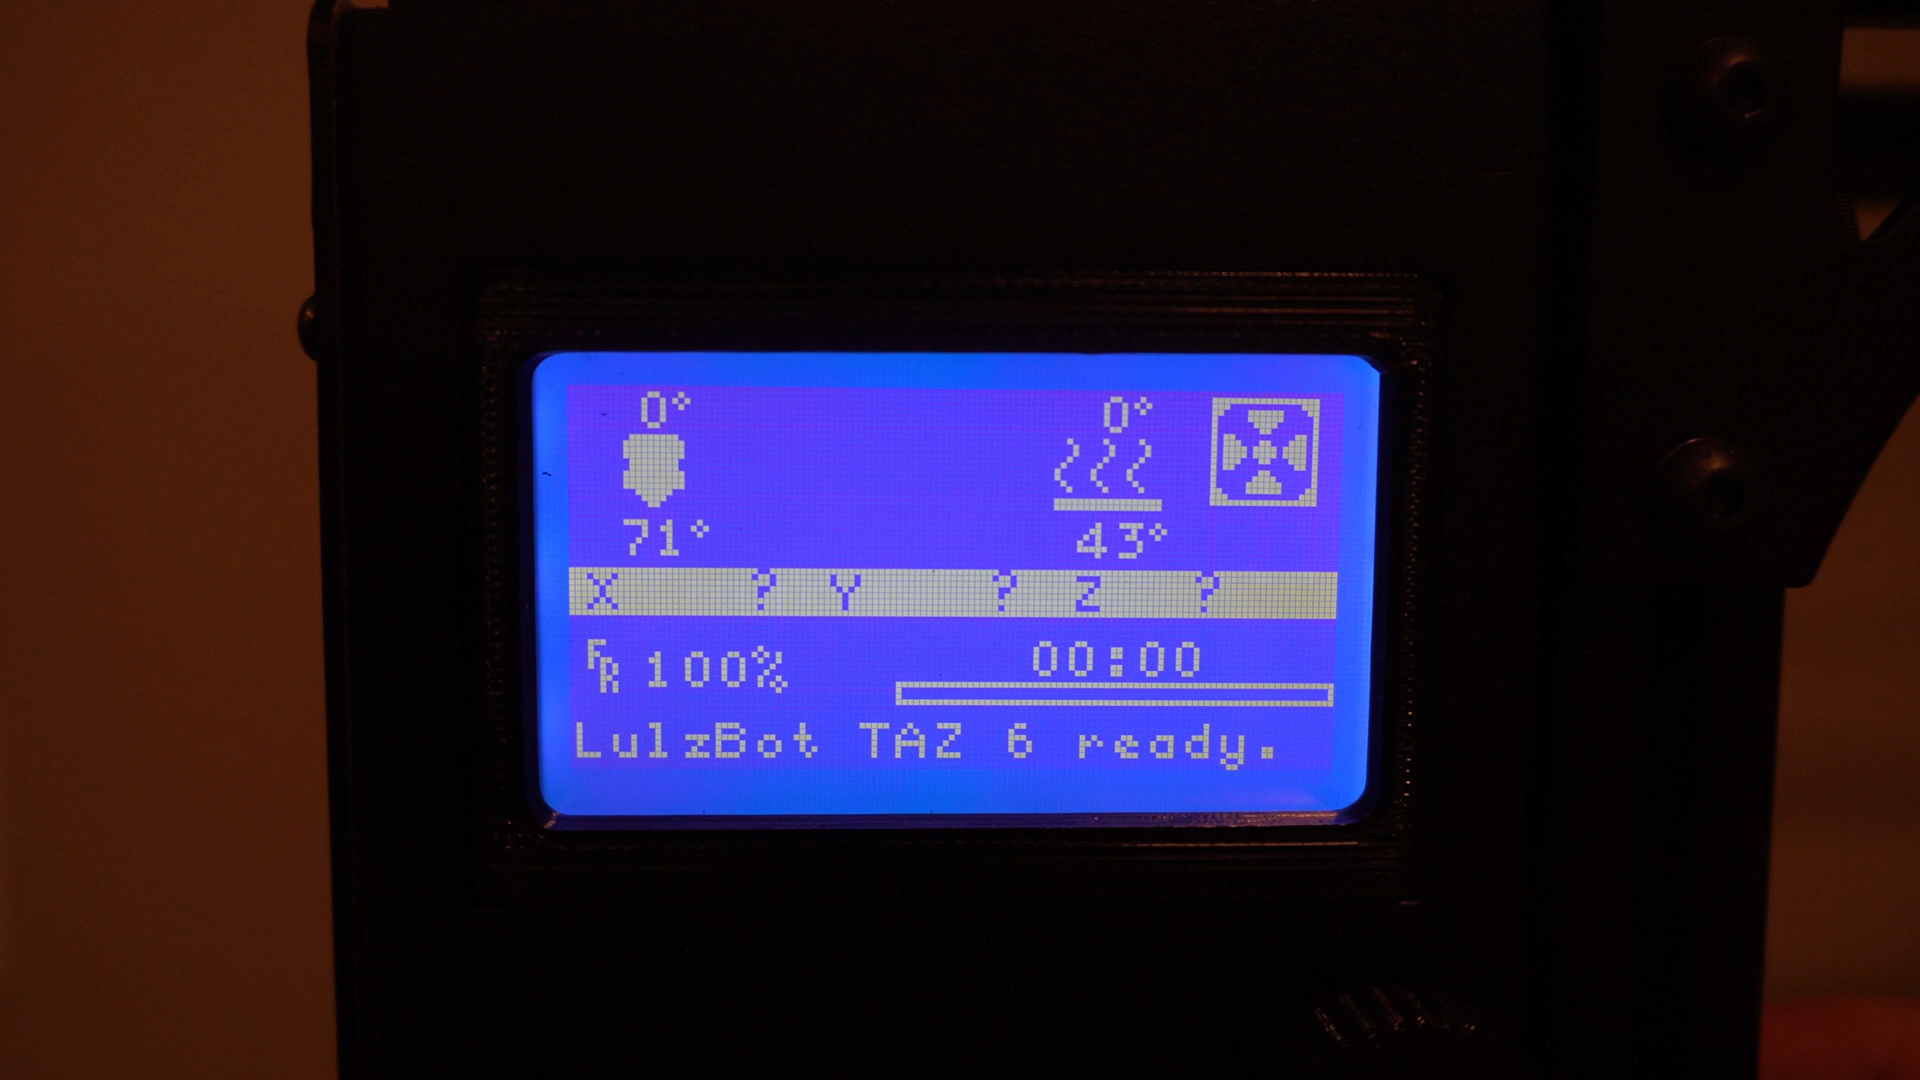 0° 0°
71° 43°
X ? Y ? Z ?
FR 100% 00:00
LulzBot TAZ 6 ready.